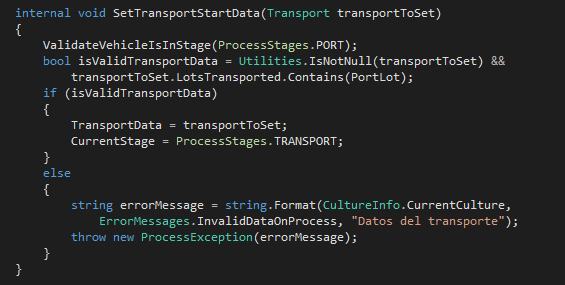 internal void SetTransportStartData(Transport transportToSet)
{
    ValidateVehicleIsInStage(ProcessStages.PORT);
    bool isValidTransportData = Utilities.IsNotNull(transportToSet) &&
        transportToSet.LotsTransported.Contains(PortLot);
    if (isValidTransportData)
    {
        TransportData = transportToSet;
        CurrentStage = ProcessStages.TRANSPORT;
    }
    else
    {
        string errorMessage = string.Format(CultureInfo.CurrentCulture,
            ErrorMessages.InvalidDataOnProcess, "Datos del transporte");
        throw new ProcessException(errorMessage);
    }
}